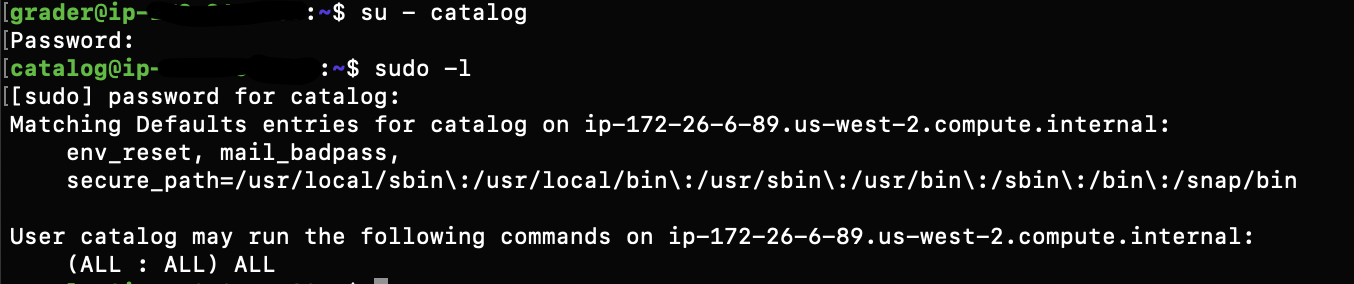 [grader@ip-:~$ su - catalog
[Password:
[catalog@ip-:~$ sudo -l
[[sudo] password for catalog:
Matching Defaults entries for catalog on ip-172-26-6-89.us-west-2.compute.internal:
env_reset, mail_badpass,
secure_path=/usr/local/sbin\:/usr/local/bin\:/usr/sbin\:/usr/bin\:/sbin\:/bin\:/snap/bin
User catalog may run the following commands on ip-172-26-6-89.us-west-2.compute.internal:
(ALL : ALL) ALL